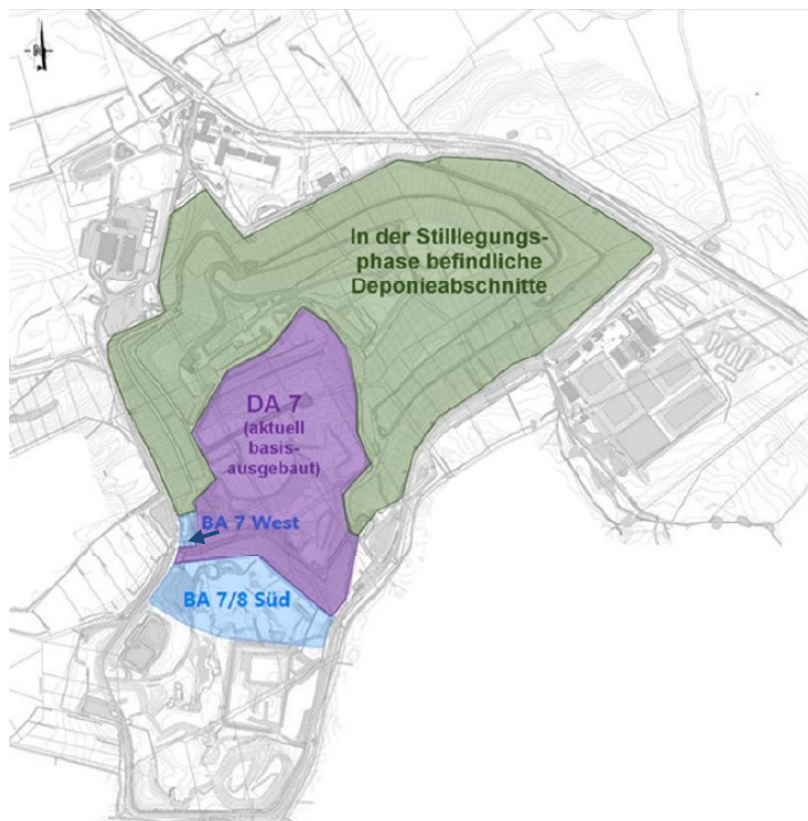 In der Stilllegungs-
phase befindliche
Deponieabschnitte
DA 7
(aktuell
basis-
ausgebaut)
BA 7 West
BA 7/8 Süd